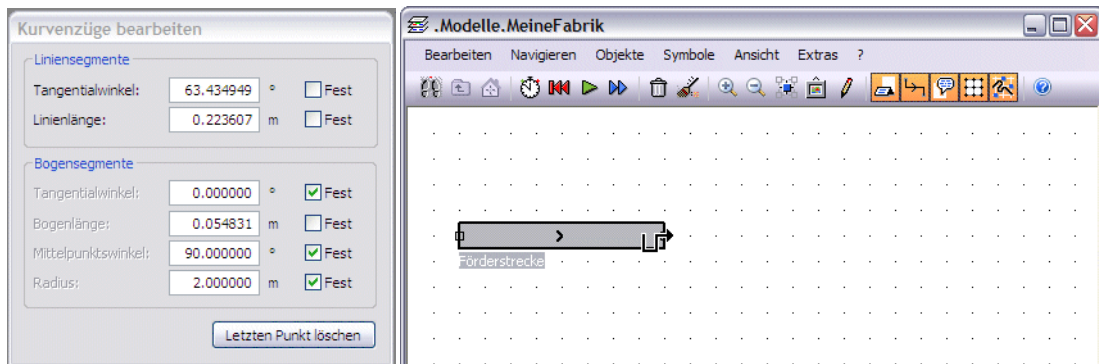 Kurvenzüge bearbeiten
Liniensegmente
Tangentialwinkel: 63.434949 ° Fest
Linienlänge: 0.223607 m Fest
Bogensegmente
Tangentialwinkel: 0.000000 ° Fest
Bogenlänge: 0.054831 m Fest
Mittelpunktswinkel: 90.000000 ° Fest
Radius: 2.000000 m Fest
Letzten Punkt löschen
.Modelle.MeineFabrik
Bearbeiten Navigieren Objekte Symbole Ansicht Extras ?
Förderstrecke